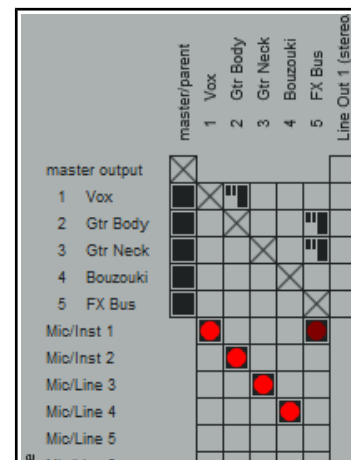 master/parent
1 Vox
2 Gtr Body
3 Gtr Neck
4 Bouzouki
5 FX Bus
Line Out 1 (stereo
master output
1 Vox
2 Gtr Body
3 Gtr Neck
4 Bouzouki
5 FX Bus
Mic/Inst 1
Mic/Inst 2
Mic/Line 3
Mic/Line 4
Mic/Line 5